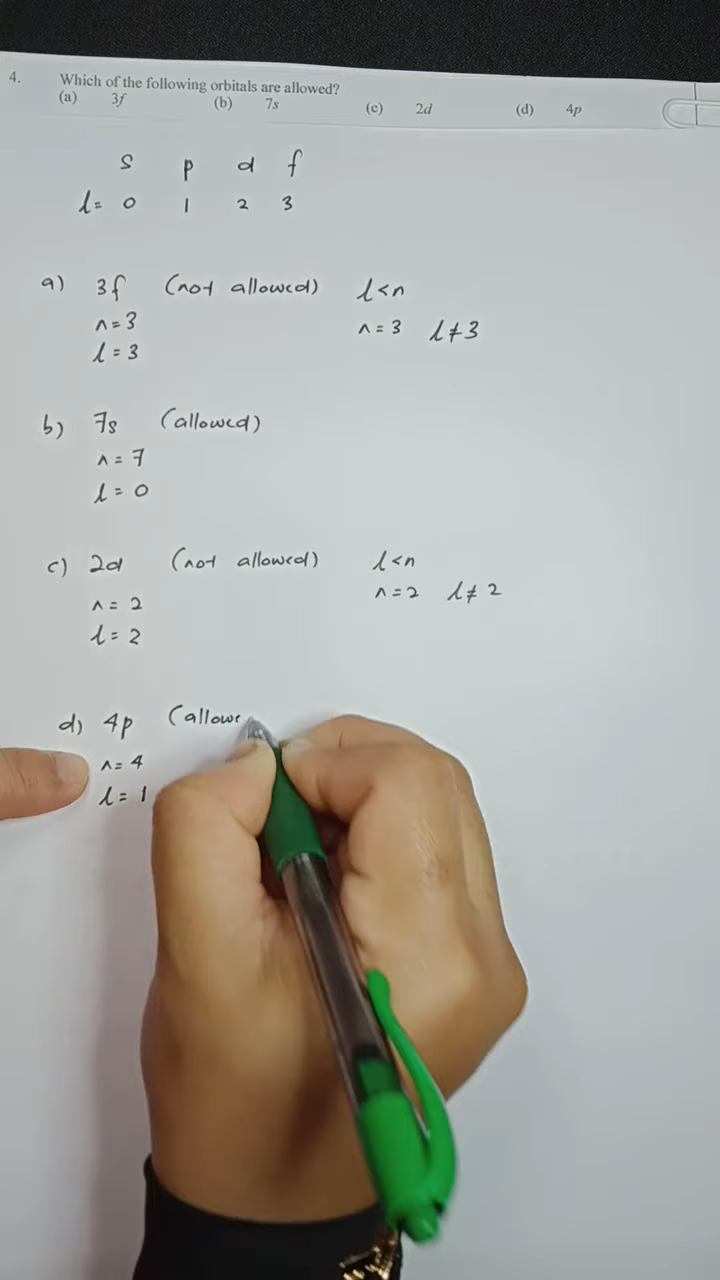 4. Which of the following orbitals are allowed?
(a) 3f (b) 7s (c) 2d (d) 4p
s p d f
l = 0 1 2 3
a) 3f (not allowed) l<n
n=3 n=3 l≠3
l=3
b) 7s (allowed)
n=7
l=0
c) 2d (not allowed) l<n
n=2 n=2 l≠2
l=2
d) 4p (allowe
n=4
l=1